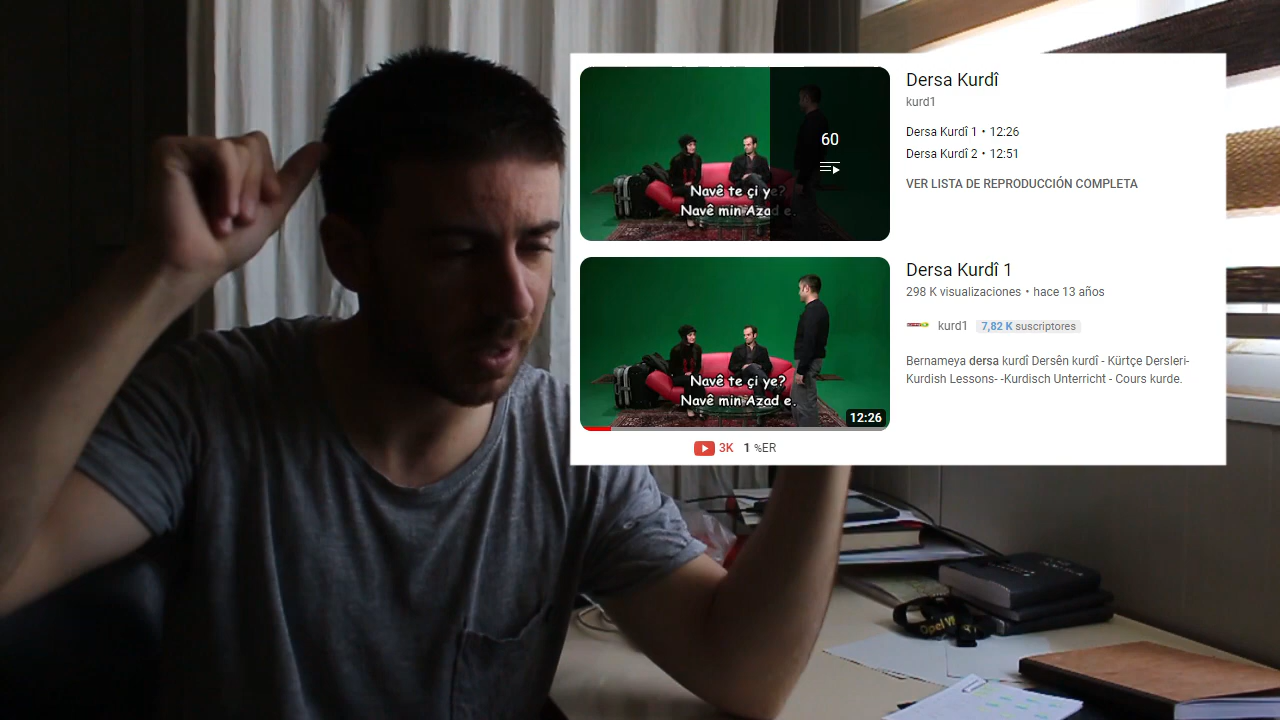 60
Navê te çi ye?
Navê min Azad e.
Dersa Kurdî
kurd1
Dersa Kurdî 1 • 12:26
Dersa Kurdî 2 • 12:51
VER LISTA DE REPRODUCCIÓN COMPLETA
Navê te çi ye?
Navê min Azad e.
12:26
3K 1 %ER
Dersa Kurdî 1
298 K visualizaciones • hace 13 años
kurd1 7,82 K suscriptores
Bernameya dersa kurdî Dersên kurdî - Kürtçe Dersleri-
Kurdish Lessons- -Kurdisch Unterricht - Cours kurde.